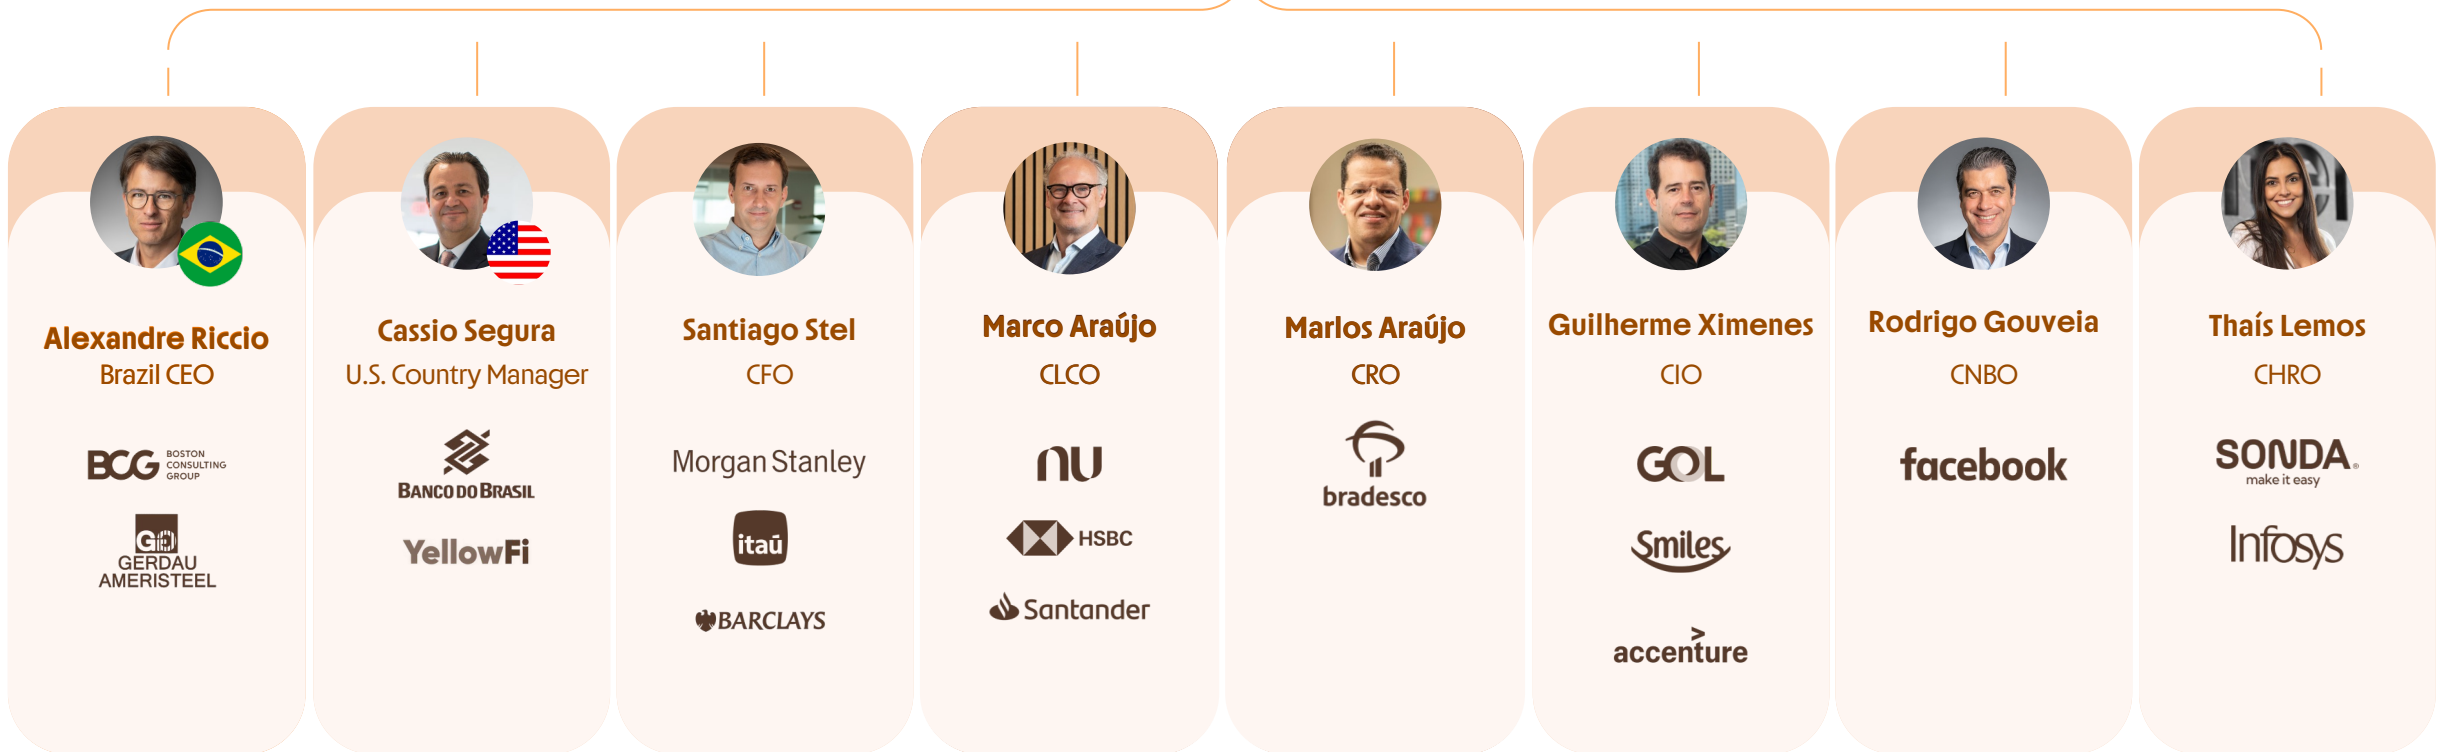 Alexandre Riccio
Brazil CEO
BCG BOSTON
CONSULTING
GROUP
GERDAU
AMERISTEEL
Cassio Segura
U.S. Country Manager
BANCO DO BRASIL
YellowFi
Santiago Stel
CFO
Morgan Stanley
itaú
BARCLAYS
Marco Araújo
CLCO
nu
HSBC
Santander
Marlos Araújo
CRO
bradesco
Guilherme Ximenes
CIO
GOL
Smiles
accenture
Rodrigo Gouveia
CNBO
facebook
Thaís Lemos
CHRO
SONDA®
make it easy
Infosys